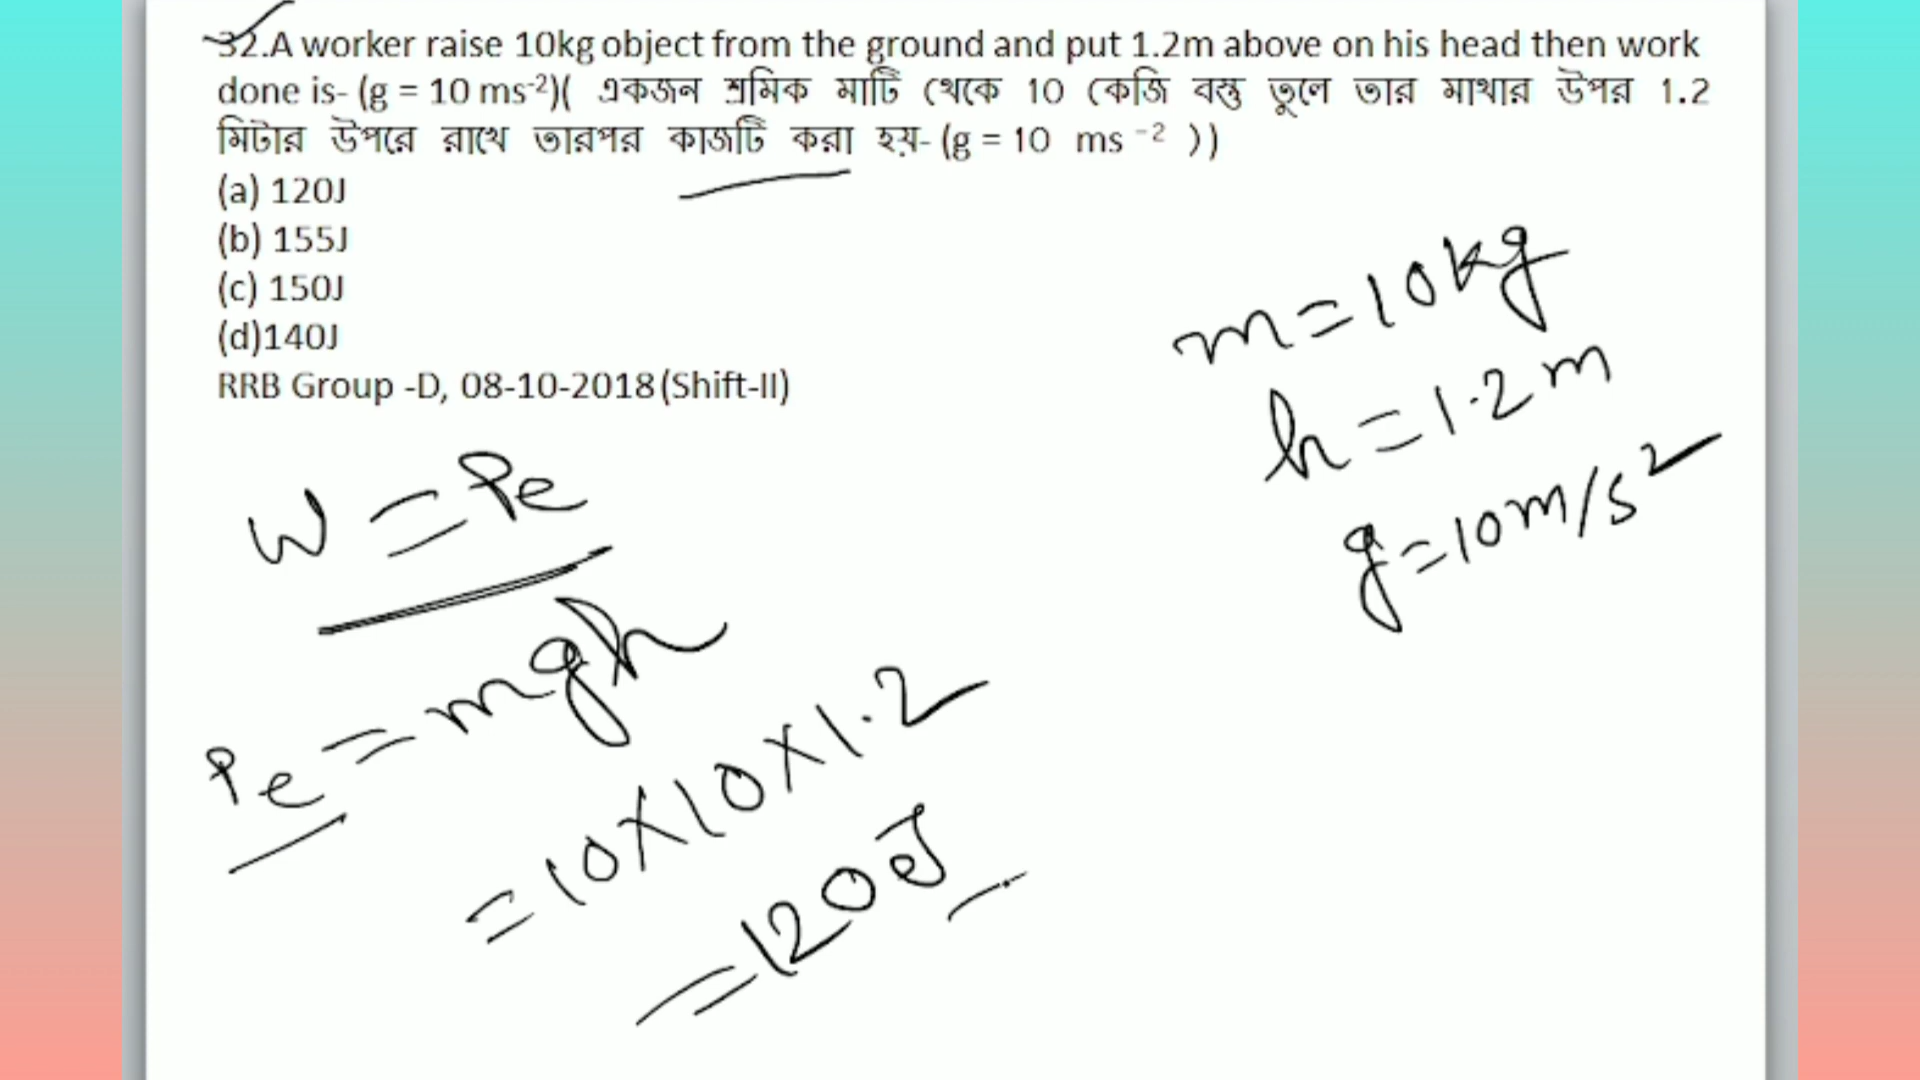 32.A worker raise 10kg object from the ground and put 1.2m above on his head then work
done is- (g = 10 ms-2)( একজন শ্রমিক মাটি থেকে 10 কেজি বস্তু তুলে তার মাথার উপর 1.2
মিটার উপরে রাখে তারপর কাজটি করা হয়- (g = 10 ms -2 ))
(a) 120J
(b) 155J
(c) 150J
(d)140J
RRB Group -D, 08-10-2018(Shift-II)
m=10kg
h=1.2m
g=10m/s2
W=Pe
Pe=mgh
=10×10×1.2
=120J